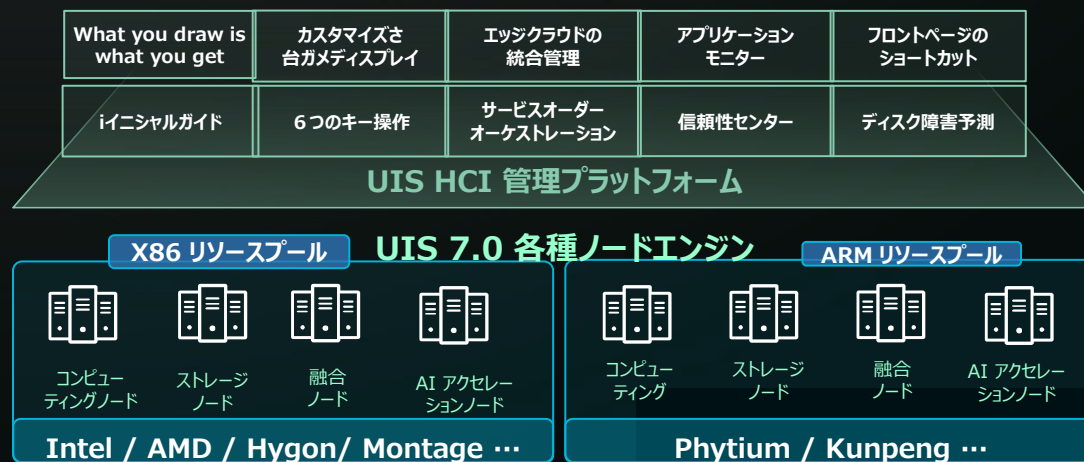 What you draw is
what you get
カスタマイズさ
台ガメディスプレイ
エッジクラウドの
統合管理
アプリケーション
モニター
フロントページの
ショートカット
iイニシャルガイド
６つのキー操作
サービスオーダー
オーケストレーション
信頼性センター
ディスク障害予測
UIS HCI 管理プラットフォーム
UIS 7.0 各種ノードエンジン
X86 リソースプール
コンピュー
ティングノード
ストレージ
ノード
融合
ノード
AI アクセレー
ションノード
Intel / AMD / Hygon/ Montage …
ARM リソースプール
コンピュー
ティング
ストレージ
ノード
融合
ノード
AI アクセレー
ションノード
Phytium / Kunpeng …